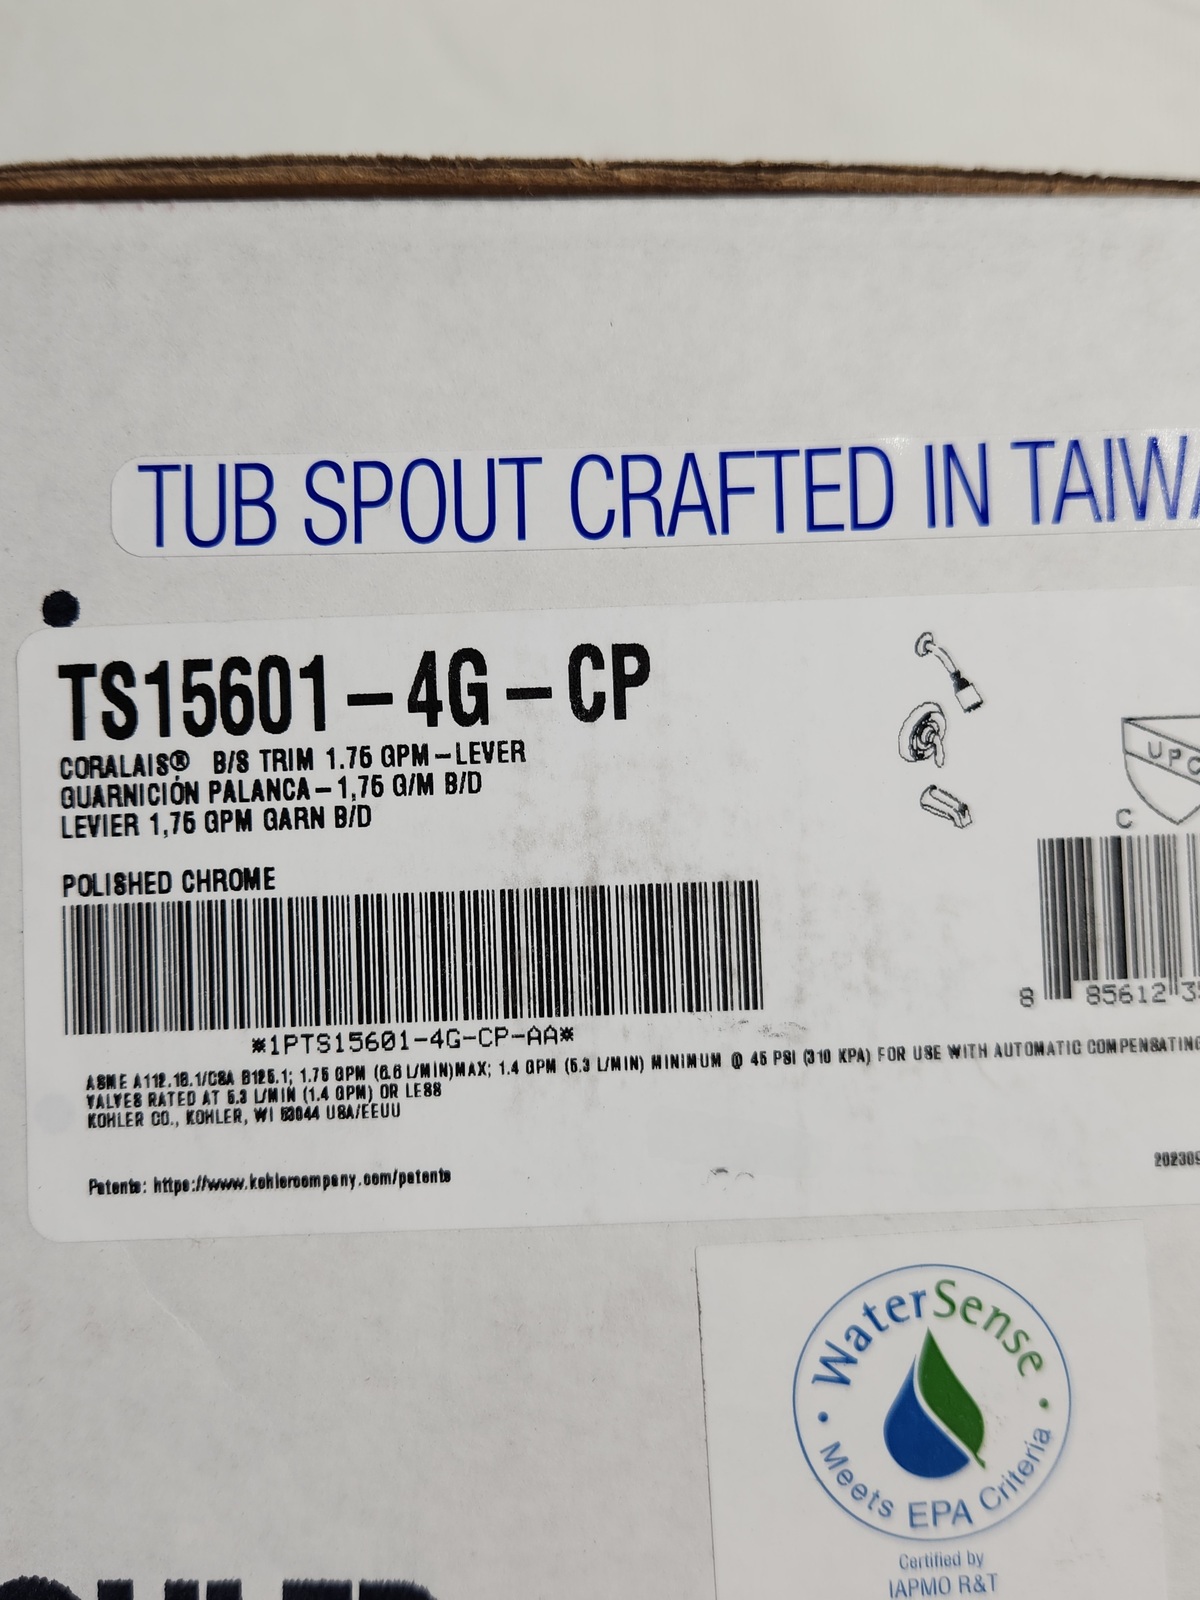 TUB SPOUT CRAFTED IN TAIWA
TS15601-4G-CP
CORALAIS® B/S TRIM 1.75 GPM-LEVER
GUARNICIÓN PALANCA-1,75 G/M B/D
LEVIER 1,75 GPM GARN B/D
POLISHED CHROME
*1PTS15601-4G-CP-AA*
UPC
C
8 85612 3
ASME A112.18.1/CSA B125.1; 1.75 GPM (6.6 L/MIN)MAX; 1.4 GPM (5.3 L/MIN) MINIMUM @ 45 PSI (310 KPA) FOR USE WITH AUTOMATIC COMPENSATING
VALVES RATED AT 5.3 L/MIN (1.4 GPM) OR LESS
KOHLER CO., KOHLER, WI 53044 USA/EEUU
202309
Patents: https://www.kohlercompany.com/patents
WaterSense
Meets EPA Criteria
Certified by
IAPMO R&T